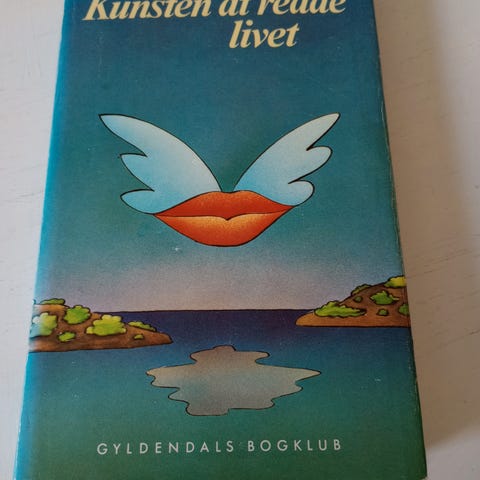 Kunsten at redde
livet
GYLDENDALS BOGKLUB